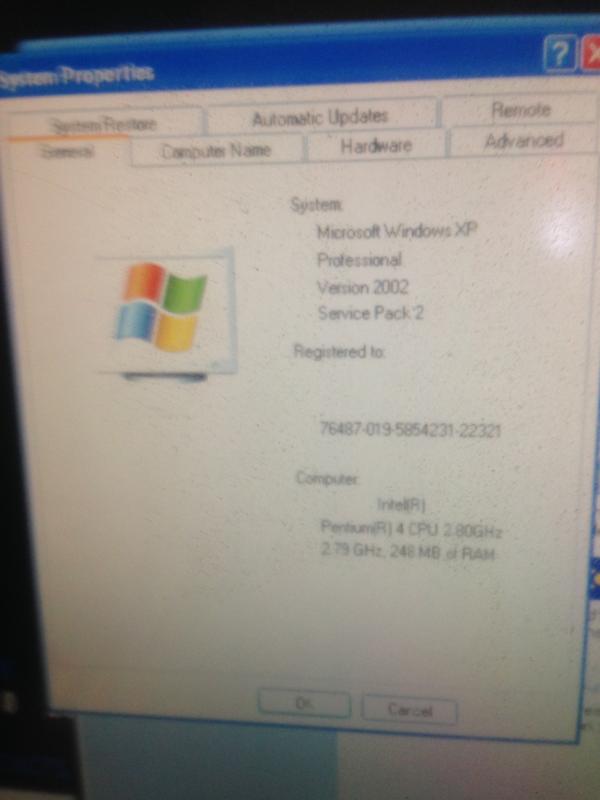 System Properties
System Restore
Automatic Updates
Remote
General
Computer Name
Hardware
Advanced
System:
Microsoft Windows XP
Professional
Version 2002
Service Pack 2
Registered to:
76487-019-5854231-22321
Computer:
Intel(R)
Pentium(R) 4 CPU 2.80GHz
2.79 GHz, 248 MB of RAM
OK
Cancel